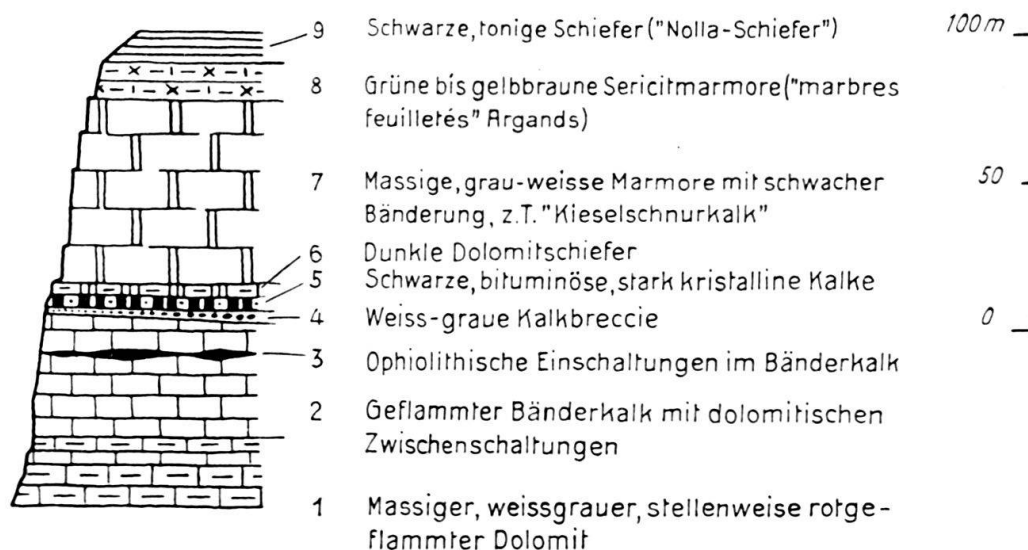 9 Schwarze, tonige Schiefer ("Nolla-Schiefer") 100 m
8 Grüne bis gelbbraune Sericitmarmore ("marbres
feuilletés" Argands)
7 Massige, grau-weisse Marmore mit schwacher 50
Bänderung, z.T. "Kieselschnurkalk"
6 Dunkle Dolomitschiefer
5 Schwarze, bituminöse, stark kristalline Kalke
4 Weiss-graue Kalkbreccie 0
3 Ophiolithische Einschaltungen im Bänderkalk
2 Geflammter Bänderkalk mit dolomitischen
Zwischenschaltungen
1 Massiger, weissgrauer, stellenweise rotge-
flammter Dolomit